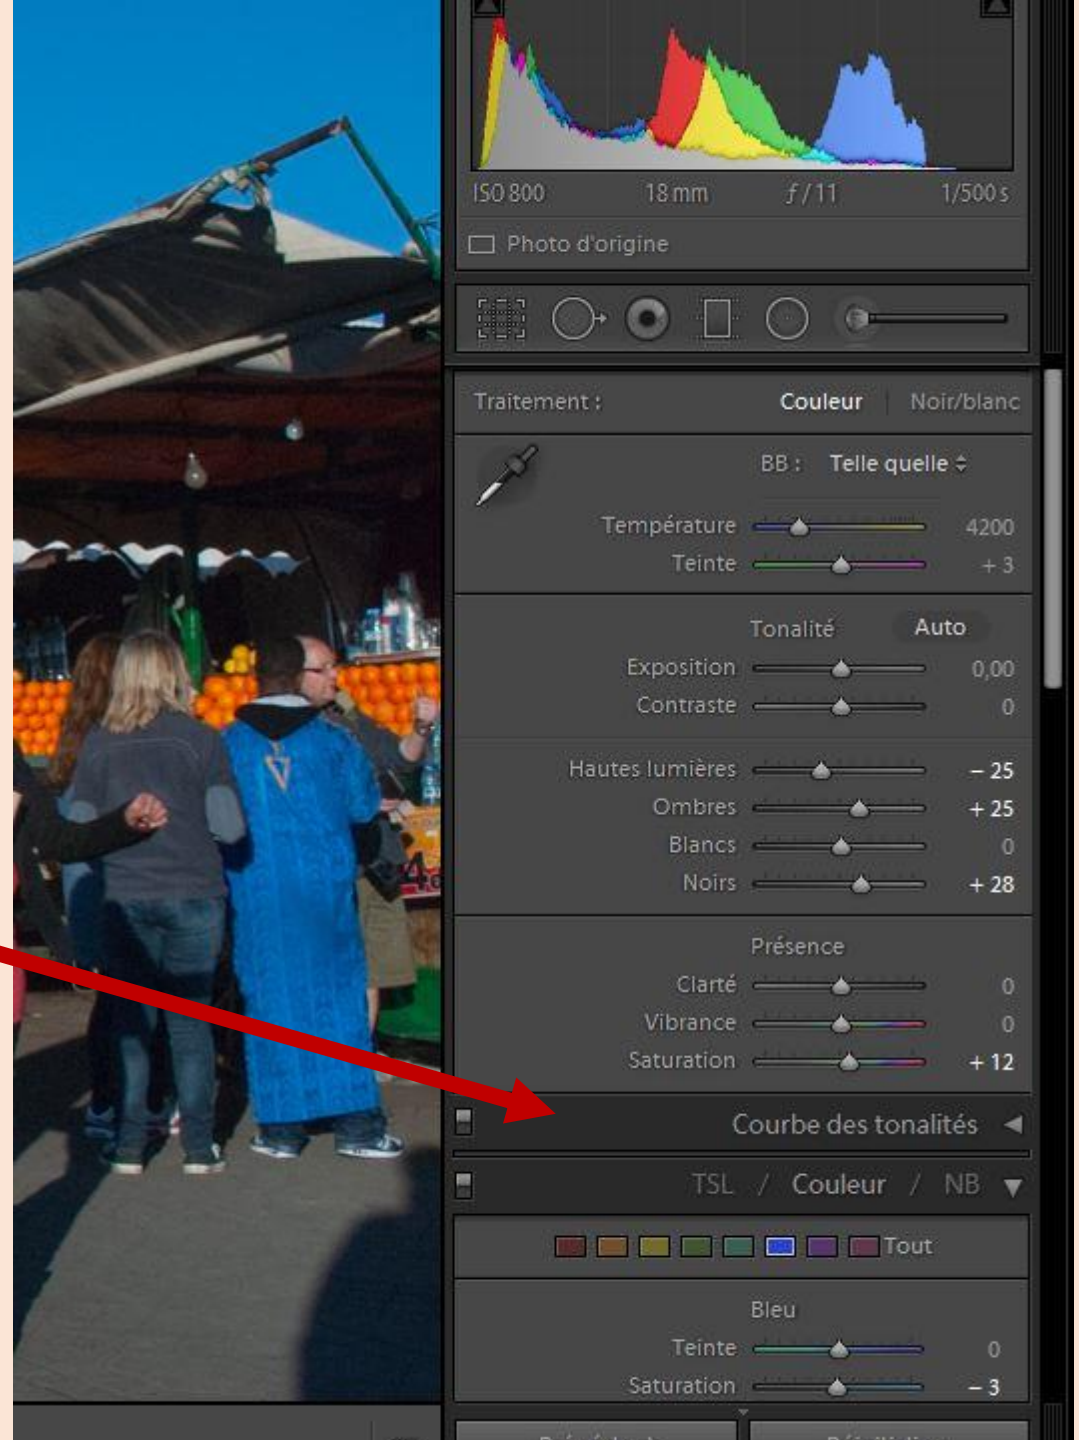 ISO 800 18 mm ƒ / 11 1/500 s
Photo d'origine
Traitement : Couleur Noir/blanc
BB : Telle quelle
Température 4200
Teinte + 3
Tonalité Auto
Exposition 0,00
Contraste 0
Hautes lumières – 25
Ombres + 25
Blancs 0
Noirs + 28
Présence
Clarté 0
Vibrance 0
Saturation + 12
Courbe des tonalités
TSL / Couleur / NB
Tout
Bleu
Teinte 0
Saturation – 3